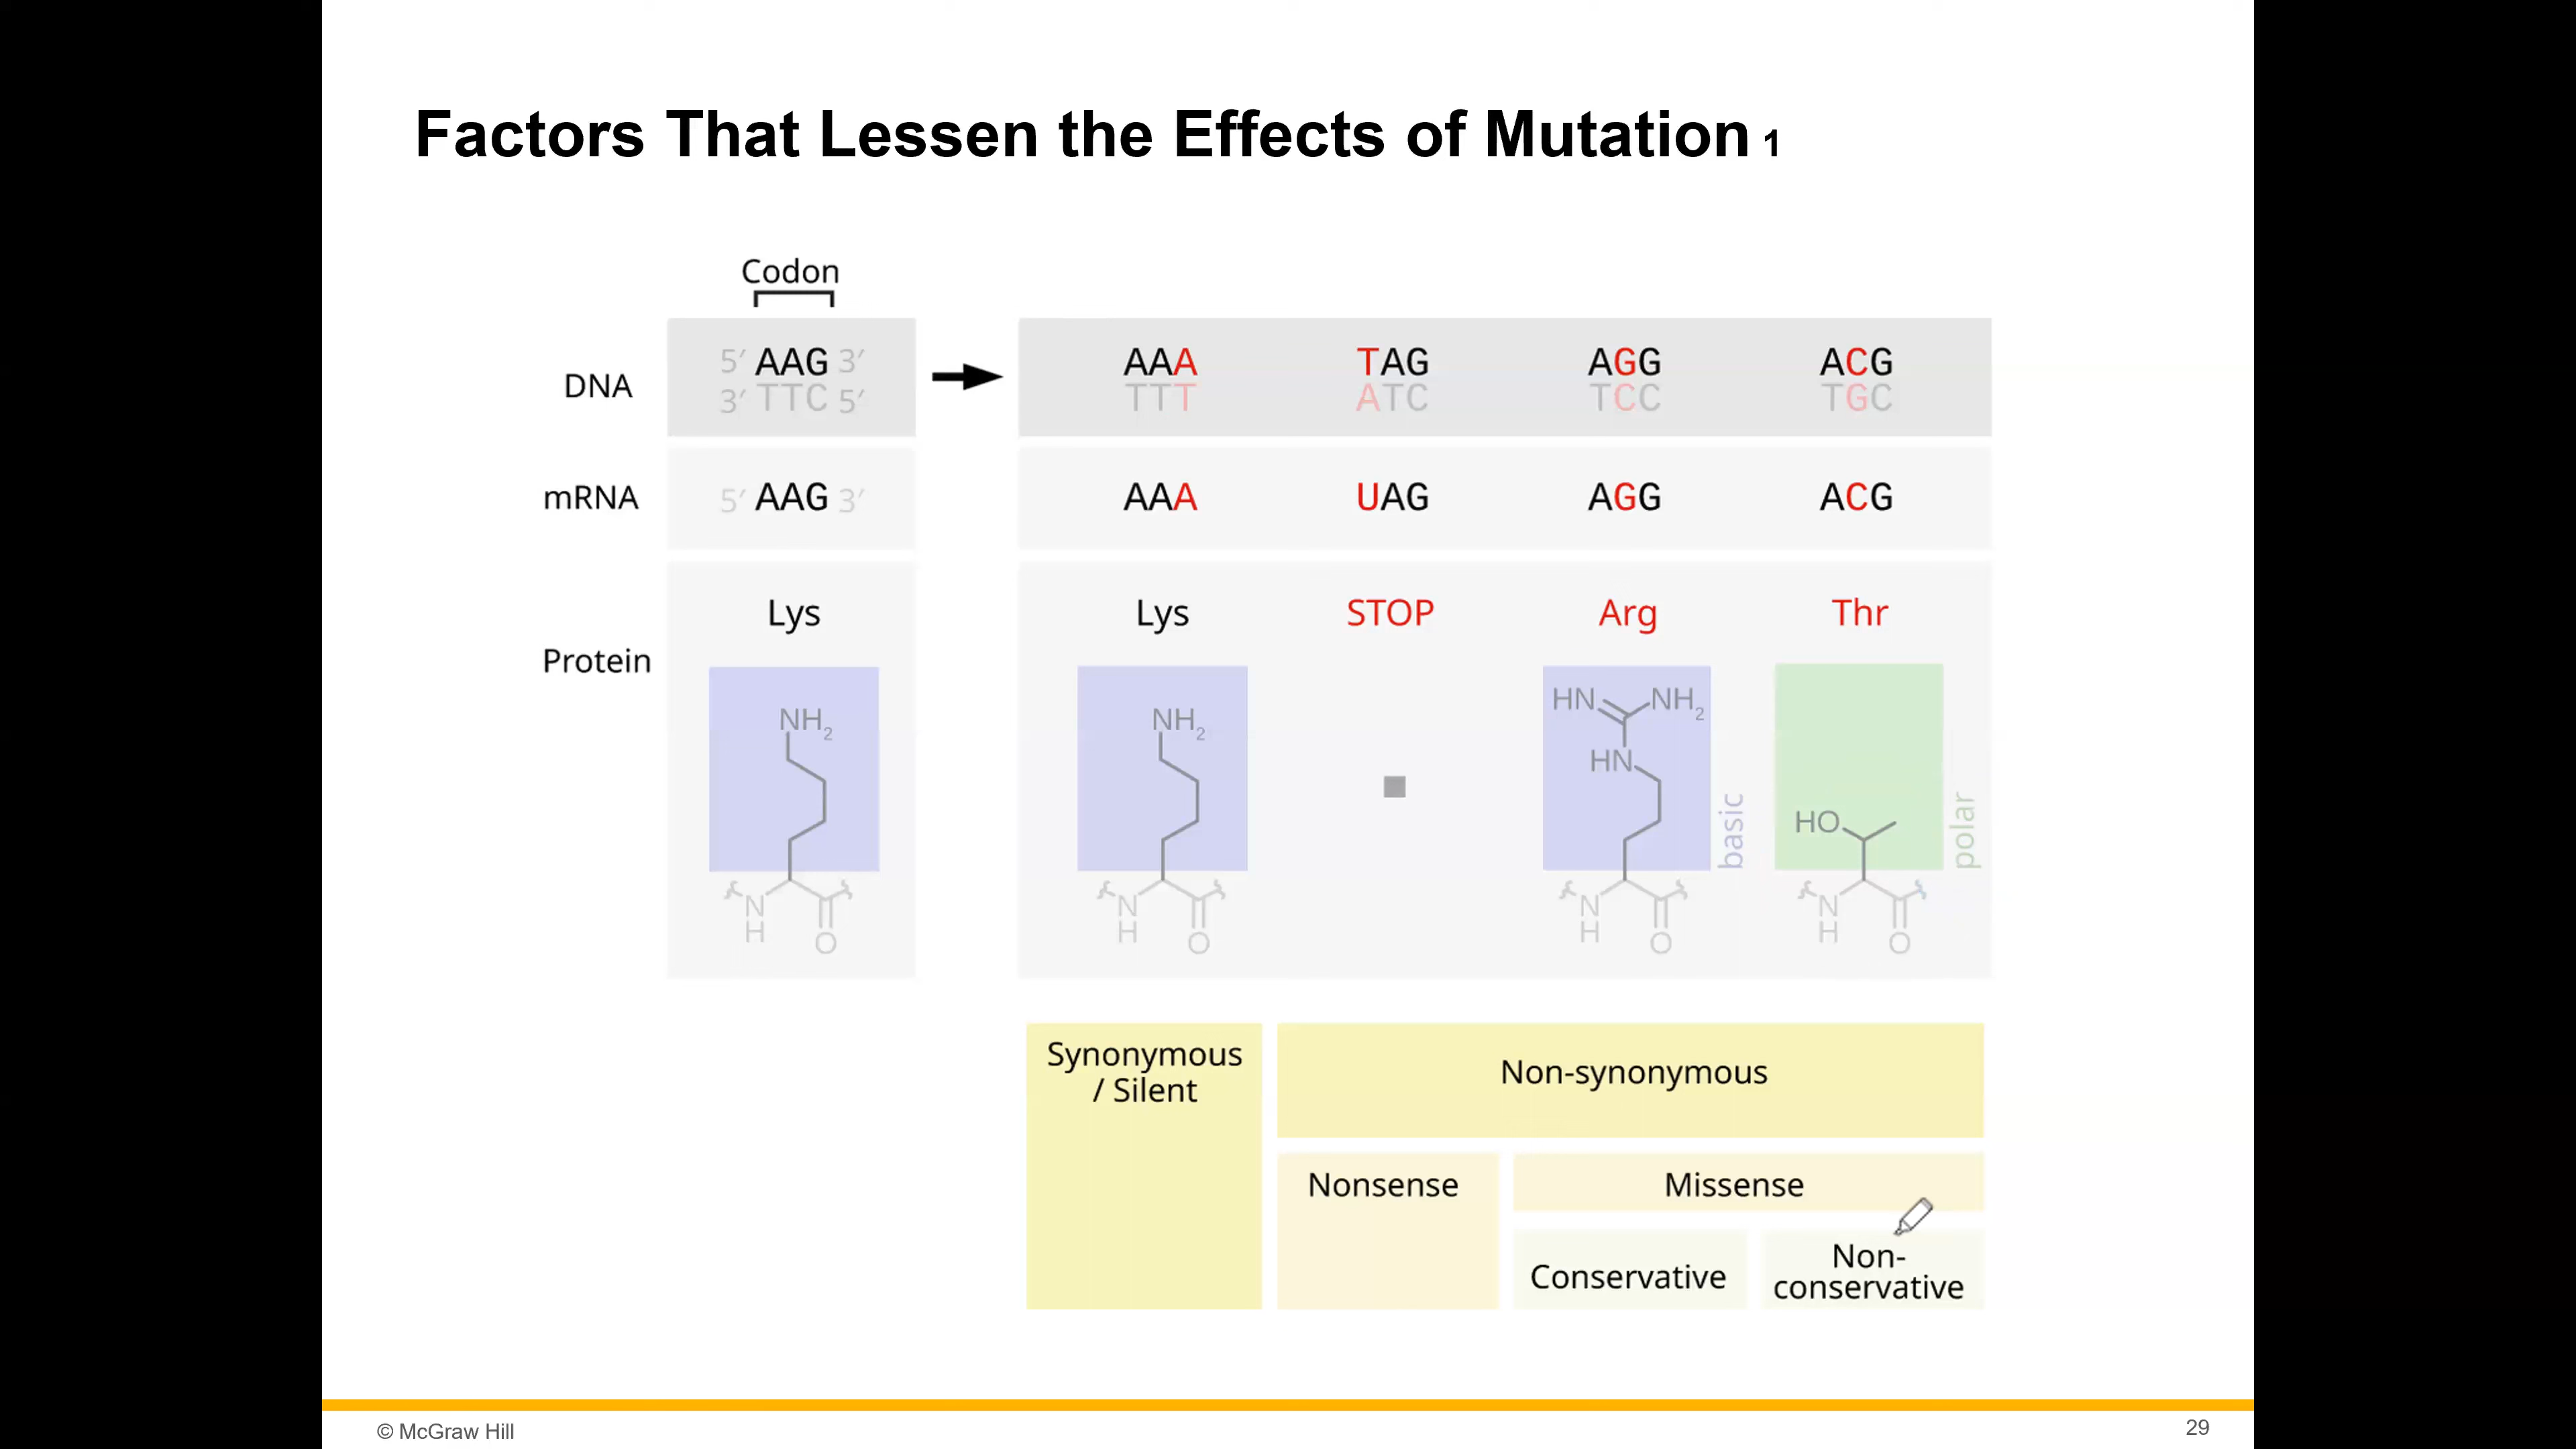 Factors That Lessen the Effects of Mutation 1
Codon
DNA
5′ AAG 3′
3′ TTC 5′
AAA TAG AGG ACG
TTT ATC TCC TGC
mRNA
5′ AAG 3′
AAA UAG AGG ACG
Protein
Lys
Lys STOP Arg Thr
NH2
NH2
HN NH2
HN
basic
HO
polar
N
H
O
N
H
O
N
H
O
N
H
O
Synonymous
/ Silent
Non-synonymous
Nonsense
Missense
Conservative
Non-
conservative
© McGraw Hill
29